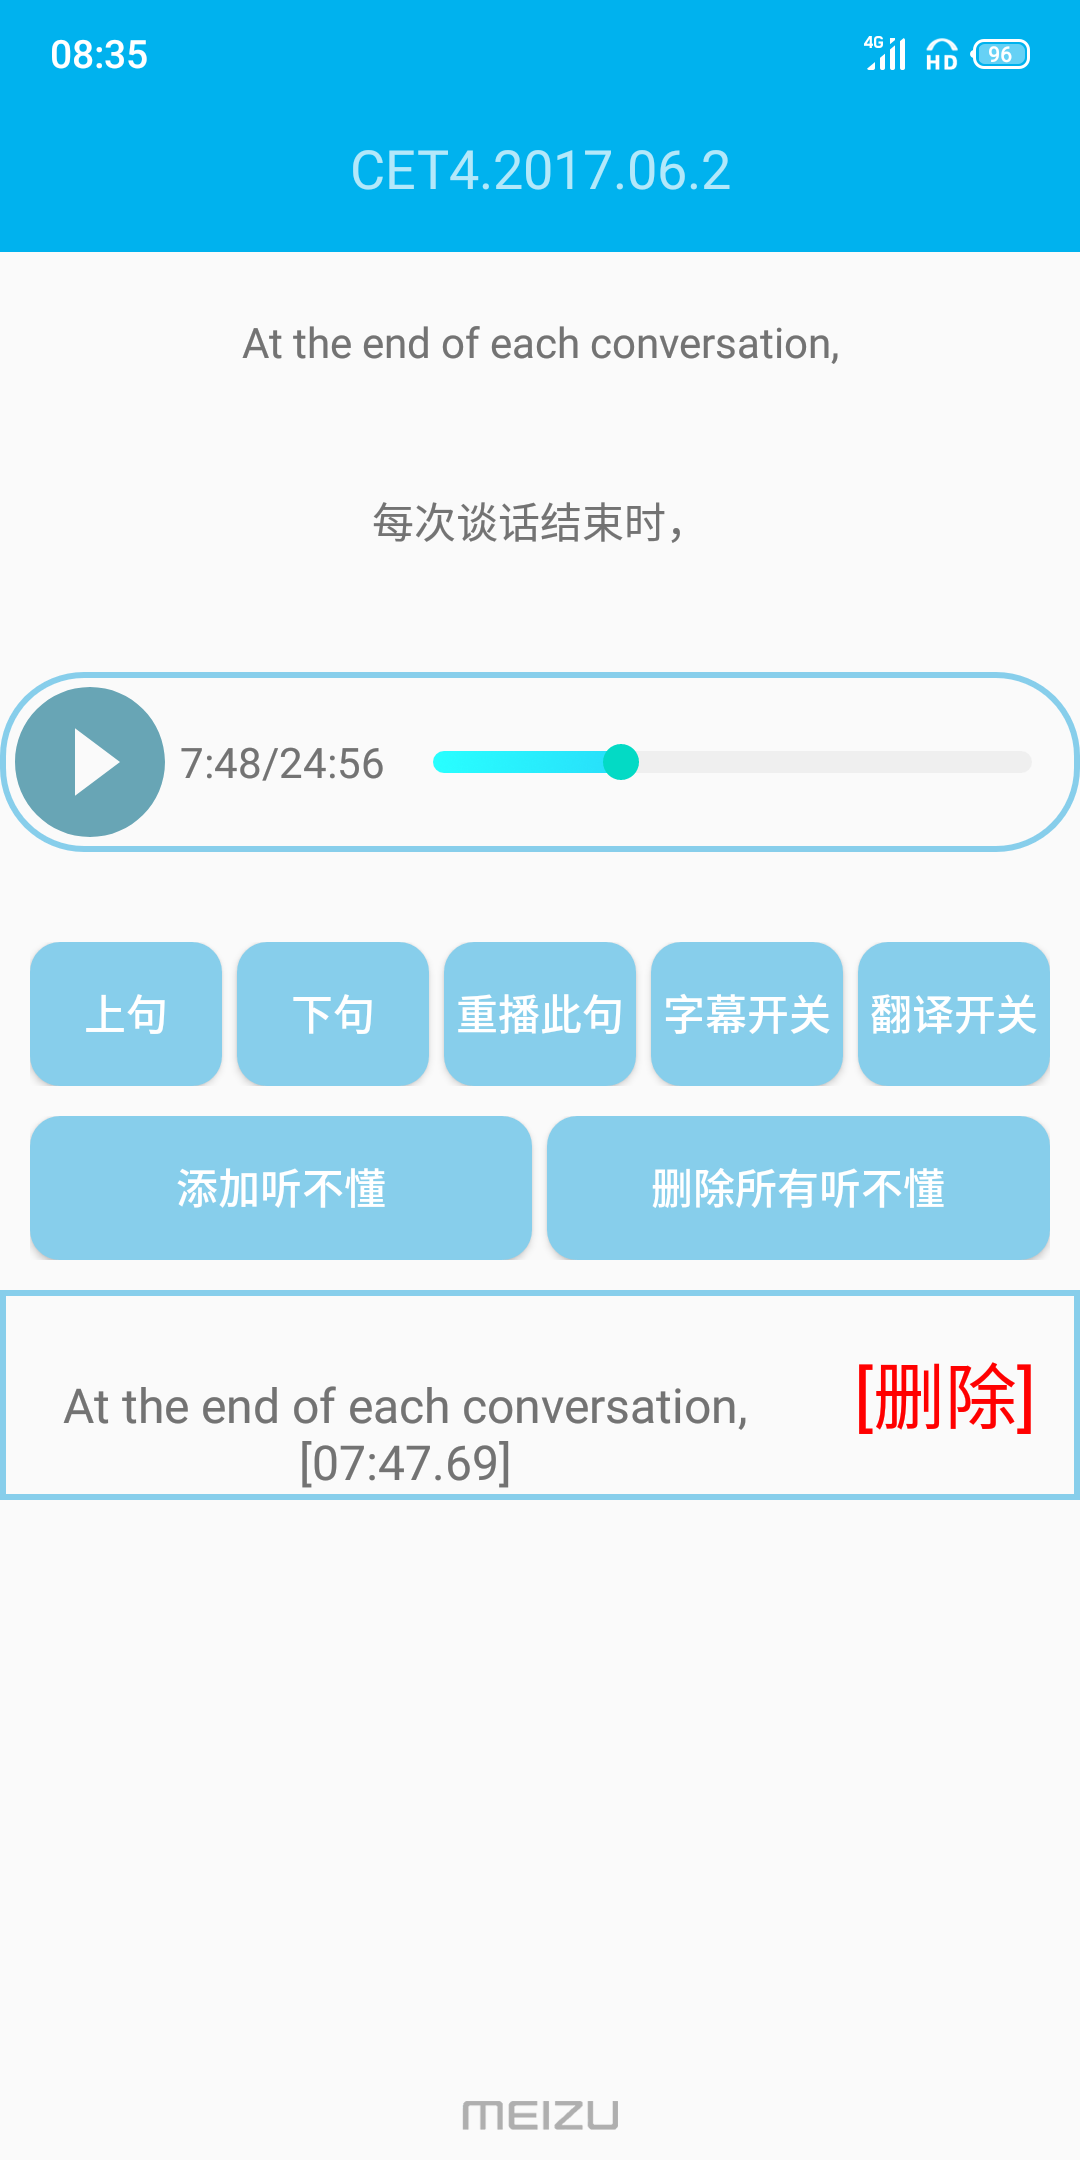 08:35
4G HD 96
CET4.2017.06.2
At the end of each conversation,
每次谈话结束时，
7:48/24:56
上句 下句 重播此句 字幕开关 翻译开关
添加听不懂 删除所有听不懂
At the end of each conversation,
[07:47.69]
[删除]
MEIZU